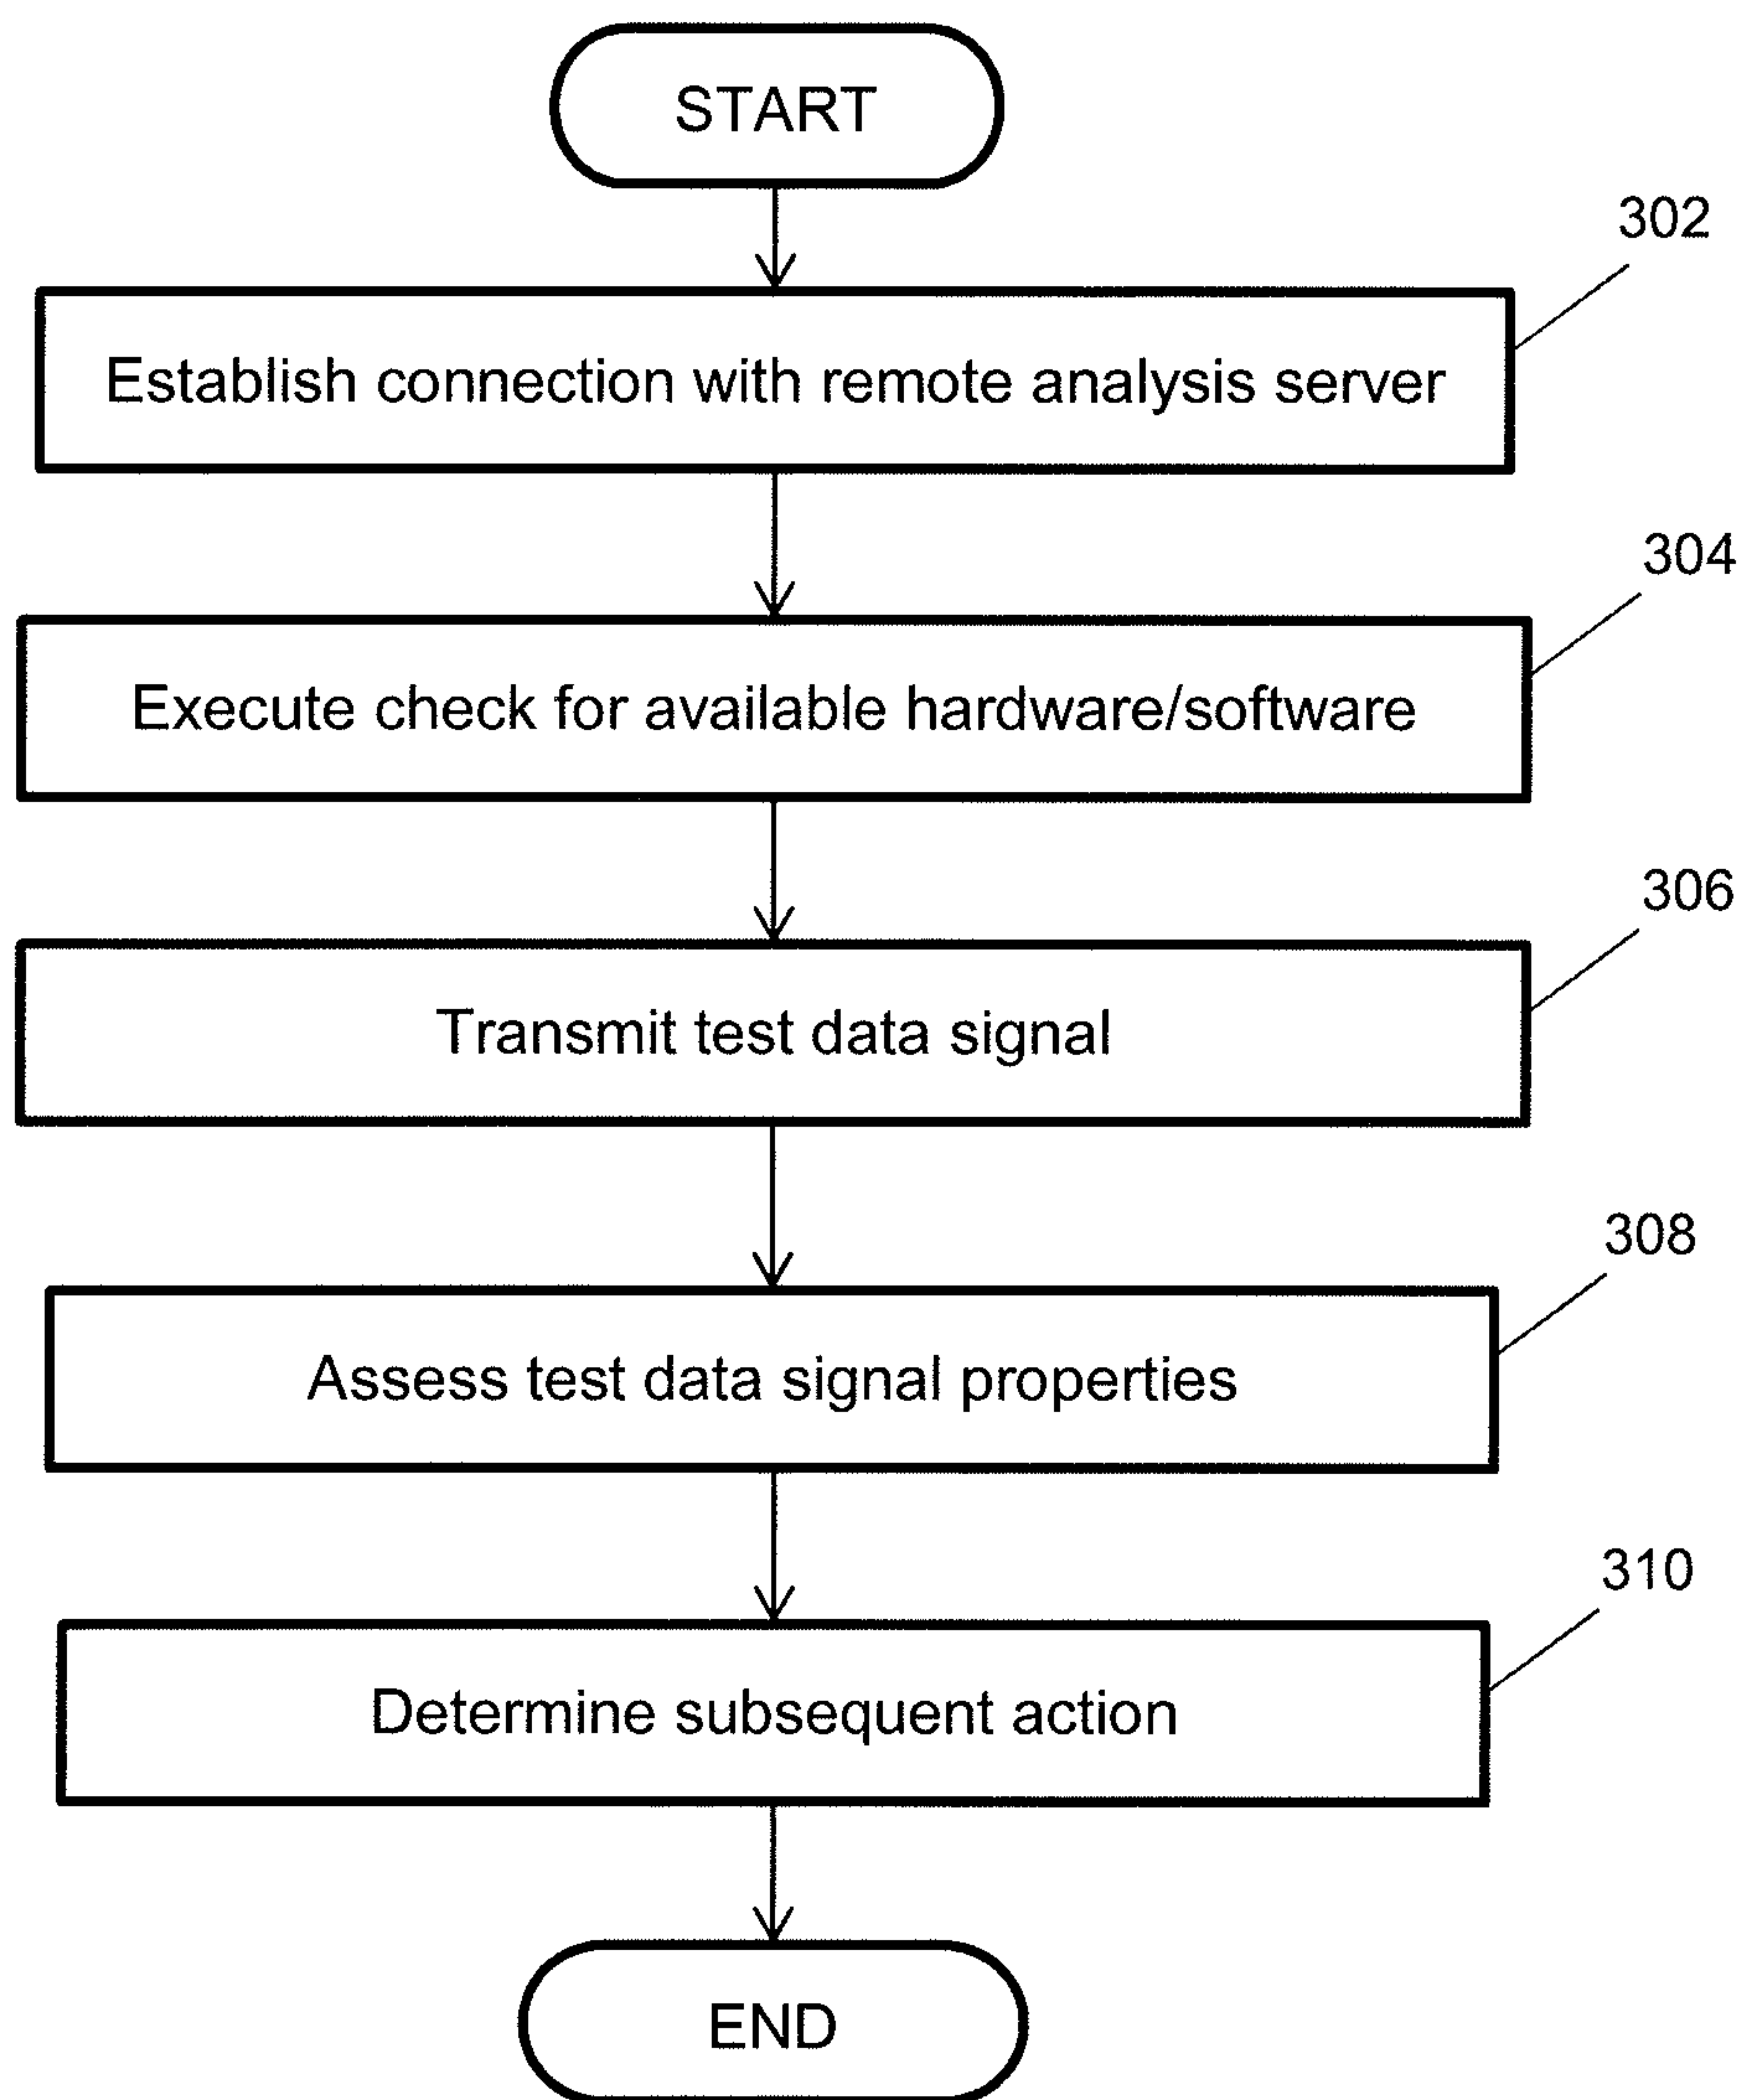 START
302
Establish connection with remote analysis server
304
Execute check for available hardware/software
306
Transmit test data signal
308
Assess test data signal properties
310
Determine subsequent action
END